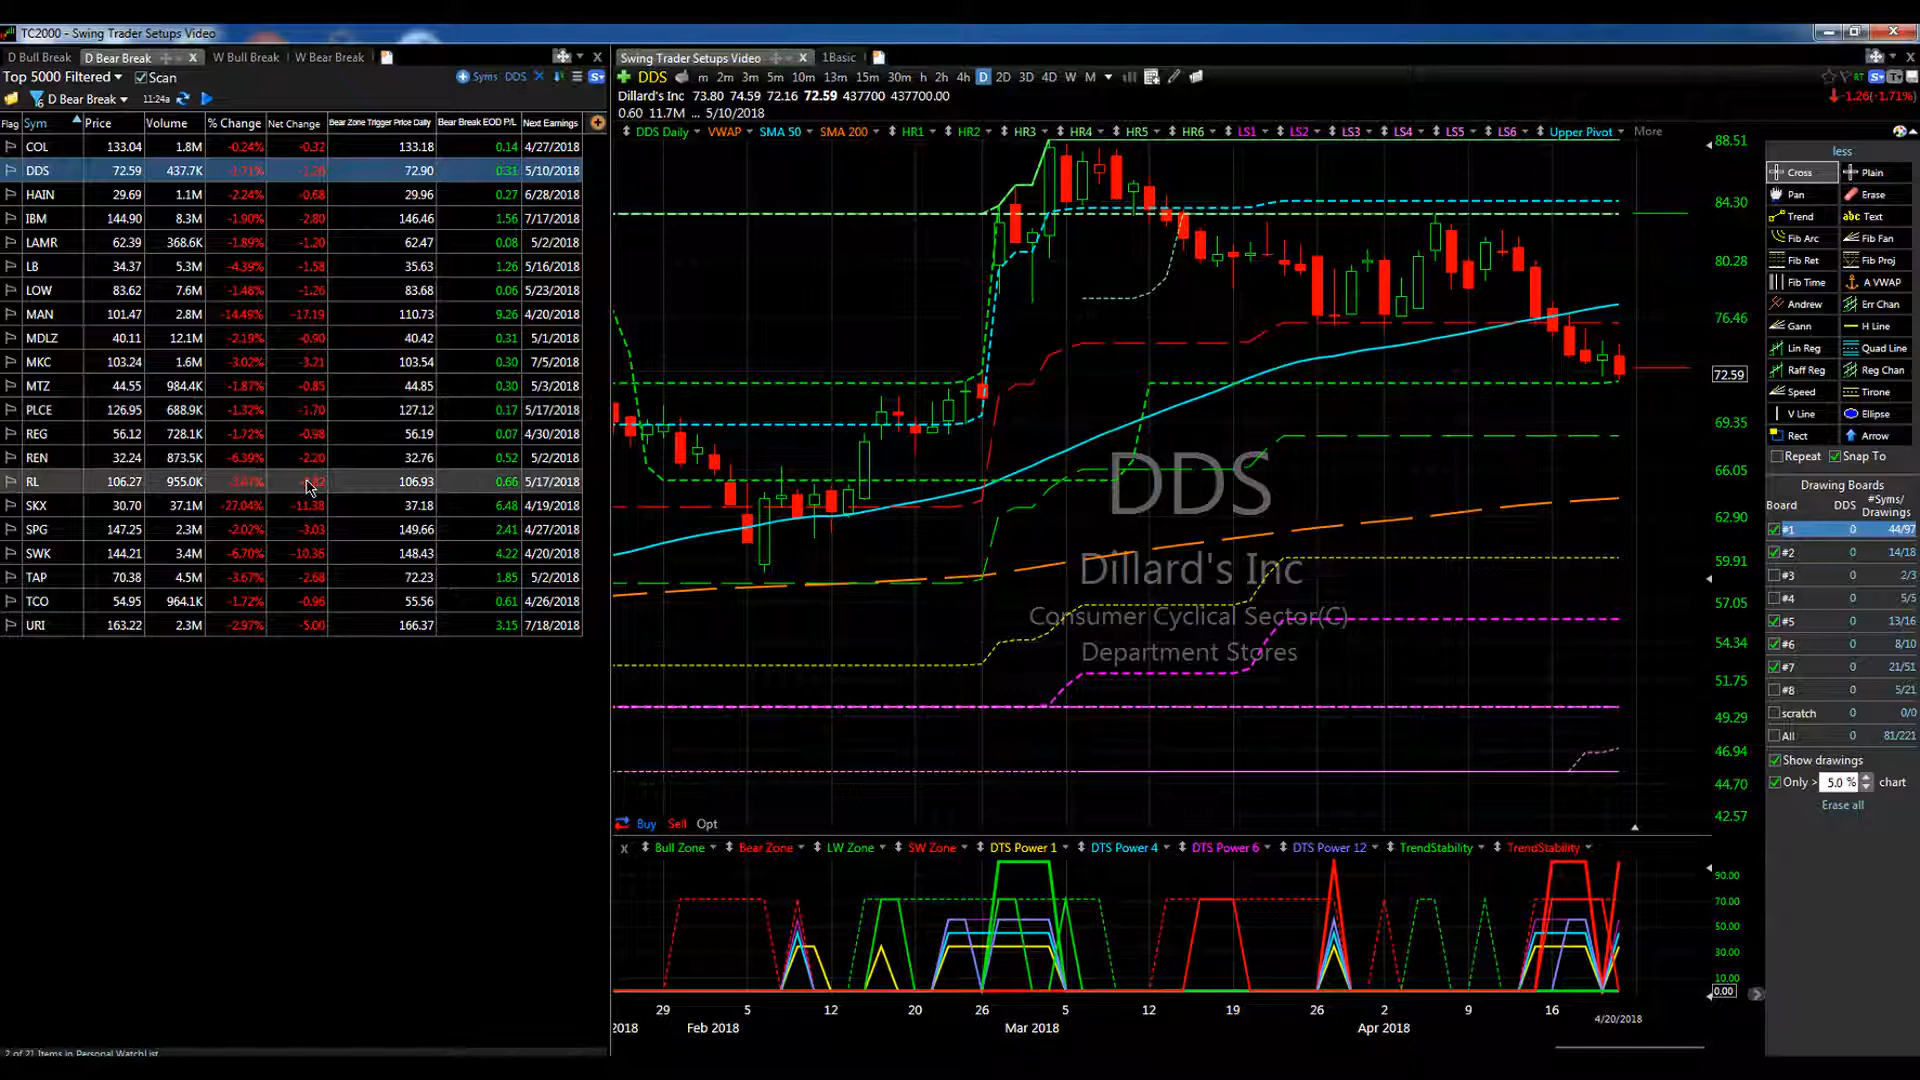 TC2000 - Swing Trader Setups Video
D Bull Break D Bear Break X W Bull Break W Bear Break
Top 5000 Filtered Scan Syms DDS
D Bear Break 11:24a
Flag Sym Price Volume % Change Net Change Bear Zone Trigger Price Daily Bear Break EOD P/L Next Earnings
COL 133.04 1.8M -0.24% -0.32 133.18 0.14 4/27/2018
DDS 72.59 437.7K -1.71% -1.26 72.90 0.31 5/10/2018
HAIN 29.69 1.1M -2.24% -0.68 29.96 0.27 6/28/2018
IBM 144.90 8.3M -1.90% -2.80 146.46 1.56 7/17/2018
LAMR 62.39 368.6K -1.89% -1.20 62.47 0.08 5/2/2018
LB 34.37 5.3M -4.39% -1.58 35.63 1.26 5/16/2018
LOW 83.62 7.6M -1.48% -1.26 83.68 0.06 5/23/2018
MAN 101.47 2.8M -14.49% -17.19 110.73 9.26 4/20/2018
MDLZ 40.11 12.1M -2.19% -0.90 40.42 0.31 5/1/2018
MKC 103.24 1.6M -3.02% -3.21 103.54 0.30 7/5/2018
MTZ 44.55 984.4K -1.87% -0.85 44.85 0.30 5/3/2018
PLCE 126.95 688.9K -1.32% -1.70 127.12 0.17 5/17/2018
REG 56.12 728.1K -1.72% -0.98 56.19 0.07 4/30/2018
REN 32.24 873.5K -6.39% -2.20 32.76 0.52 5/2/2018
RL 106.27 955.0K 106.93 0.66 5/17/2018
SKX 30.70 37.1M -27.04% -11.38 37.18 6.48 4/19/2018
SPG 147.25 2.3M -2.02% -3.03 149.66 2.41 4/27/2018
SWK 144.21 3.4M -6.70% -10.36 148.43 4.22 4/20/2018
TAP 70.38 4.5M -3.67% -2.68 72.23 1.85 5/2/2018
TCO 54.95 964.1K -1.72% -0.96 55.56 0.61 4/26/2018
URI 163.22 2.3M -2.97% -5.00 166.37 3.15 7/18/2018
2 of 21 Items in Personal WatchList
Swing Trader Setups Video X 1Basic
DDS m 2m 3m 5m 10m 13m 15m 30m h 2h 4h D 2D 3D 4D W M RT
Dillard's Inc 73.80 74.59 72.16 72.59 437700 437700.00 -1.26(-1.71%)
0.60 11.7M ... 5/10/2018
DDS Daily VWAP SMA 50 SMA 200 HR1 HR2 HR3 HR4 HR5 HR6 LS1 LS2 LS3 LS4 LS5 LS6 Upper Pivot More
88.51
84.30
80.28
76.46
72.59
69.35
66.05
62.90
59.91
57.05
54.34
51.75
49.29
46.94
44.70
42.57
DDS
Dillard's Inc
Consumer Cyclical Sector(C)
Department Stores
Buy Sell Opt
X Bull Zone Bear Zone LW Zone SW Zone DTS Power 1 DTS Power 4 DTS Power 6 DTS Power 12 TrendStability TrendStability
90.00
70.00
50.00
30.00
10.00
0.00
29 5 12 20 26 5 12 19 26 2 9 16 4/20/2018
2018 Feb 2018 Mar 2018 Apr 2018
less
Cross Plain
Pan Erase
Trend abc Text
Fib Arc Fib Fan
Fib Ret Fib Proj
Fib Time A VWAP
Andrew Err Chan
Gann H Line
Lin Reg Quad Line
Raff Reg Reg Chan
Speed Tirone
V Line Ellipse
Rect Arrow
Repeat Snap To
Drawing Boards
Board DDS #Syms/ Drawings
#1 0 44/97
#2 0 14/18
#3 0 2/3
#4 0 5/5
#5 0 13/16
#6 0 8/10
#7 0 21/51
#8 0 5/21
scratch 0 0/0
All 0 81/221
Show drawings
Only > 5.0 % chart
Erase all